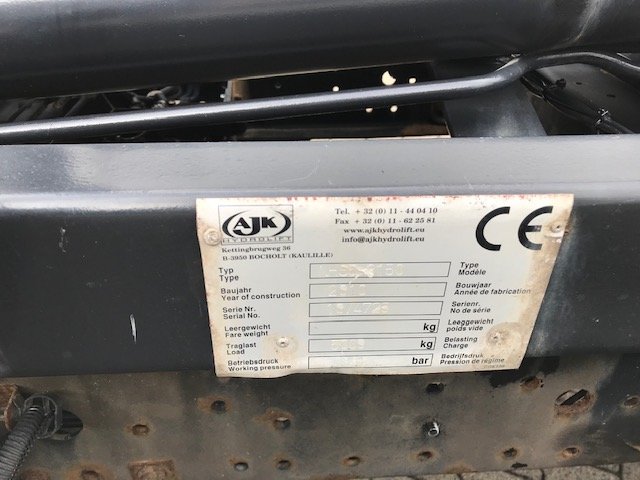 AJK
HYDROLIFT
Kettingbrugweg 36
B-3950 BOCHOLT (KAULILLE)
Tel. + 32 (0) 11 - 44 04 10
Fax + 32 (0) 11 - 62 25 81
www.ajkhydrolift.eu
info@ajkhydrolift.eu
CE
Typ
Type
Type
Modèle
Baujahr
Year of construction
Bouwjaar
Année de fabrication
Serie Nr.
Serial No.
Serienr.
No de série
Leergewicht
Fare weight
kg
Leeggewicht
poids vide
Traglast
Load
kg
Belasting
Charge
Betriebsdruck
Working pressure
bar
Bedrijfsdruk
Pression de régime